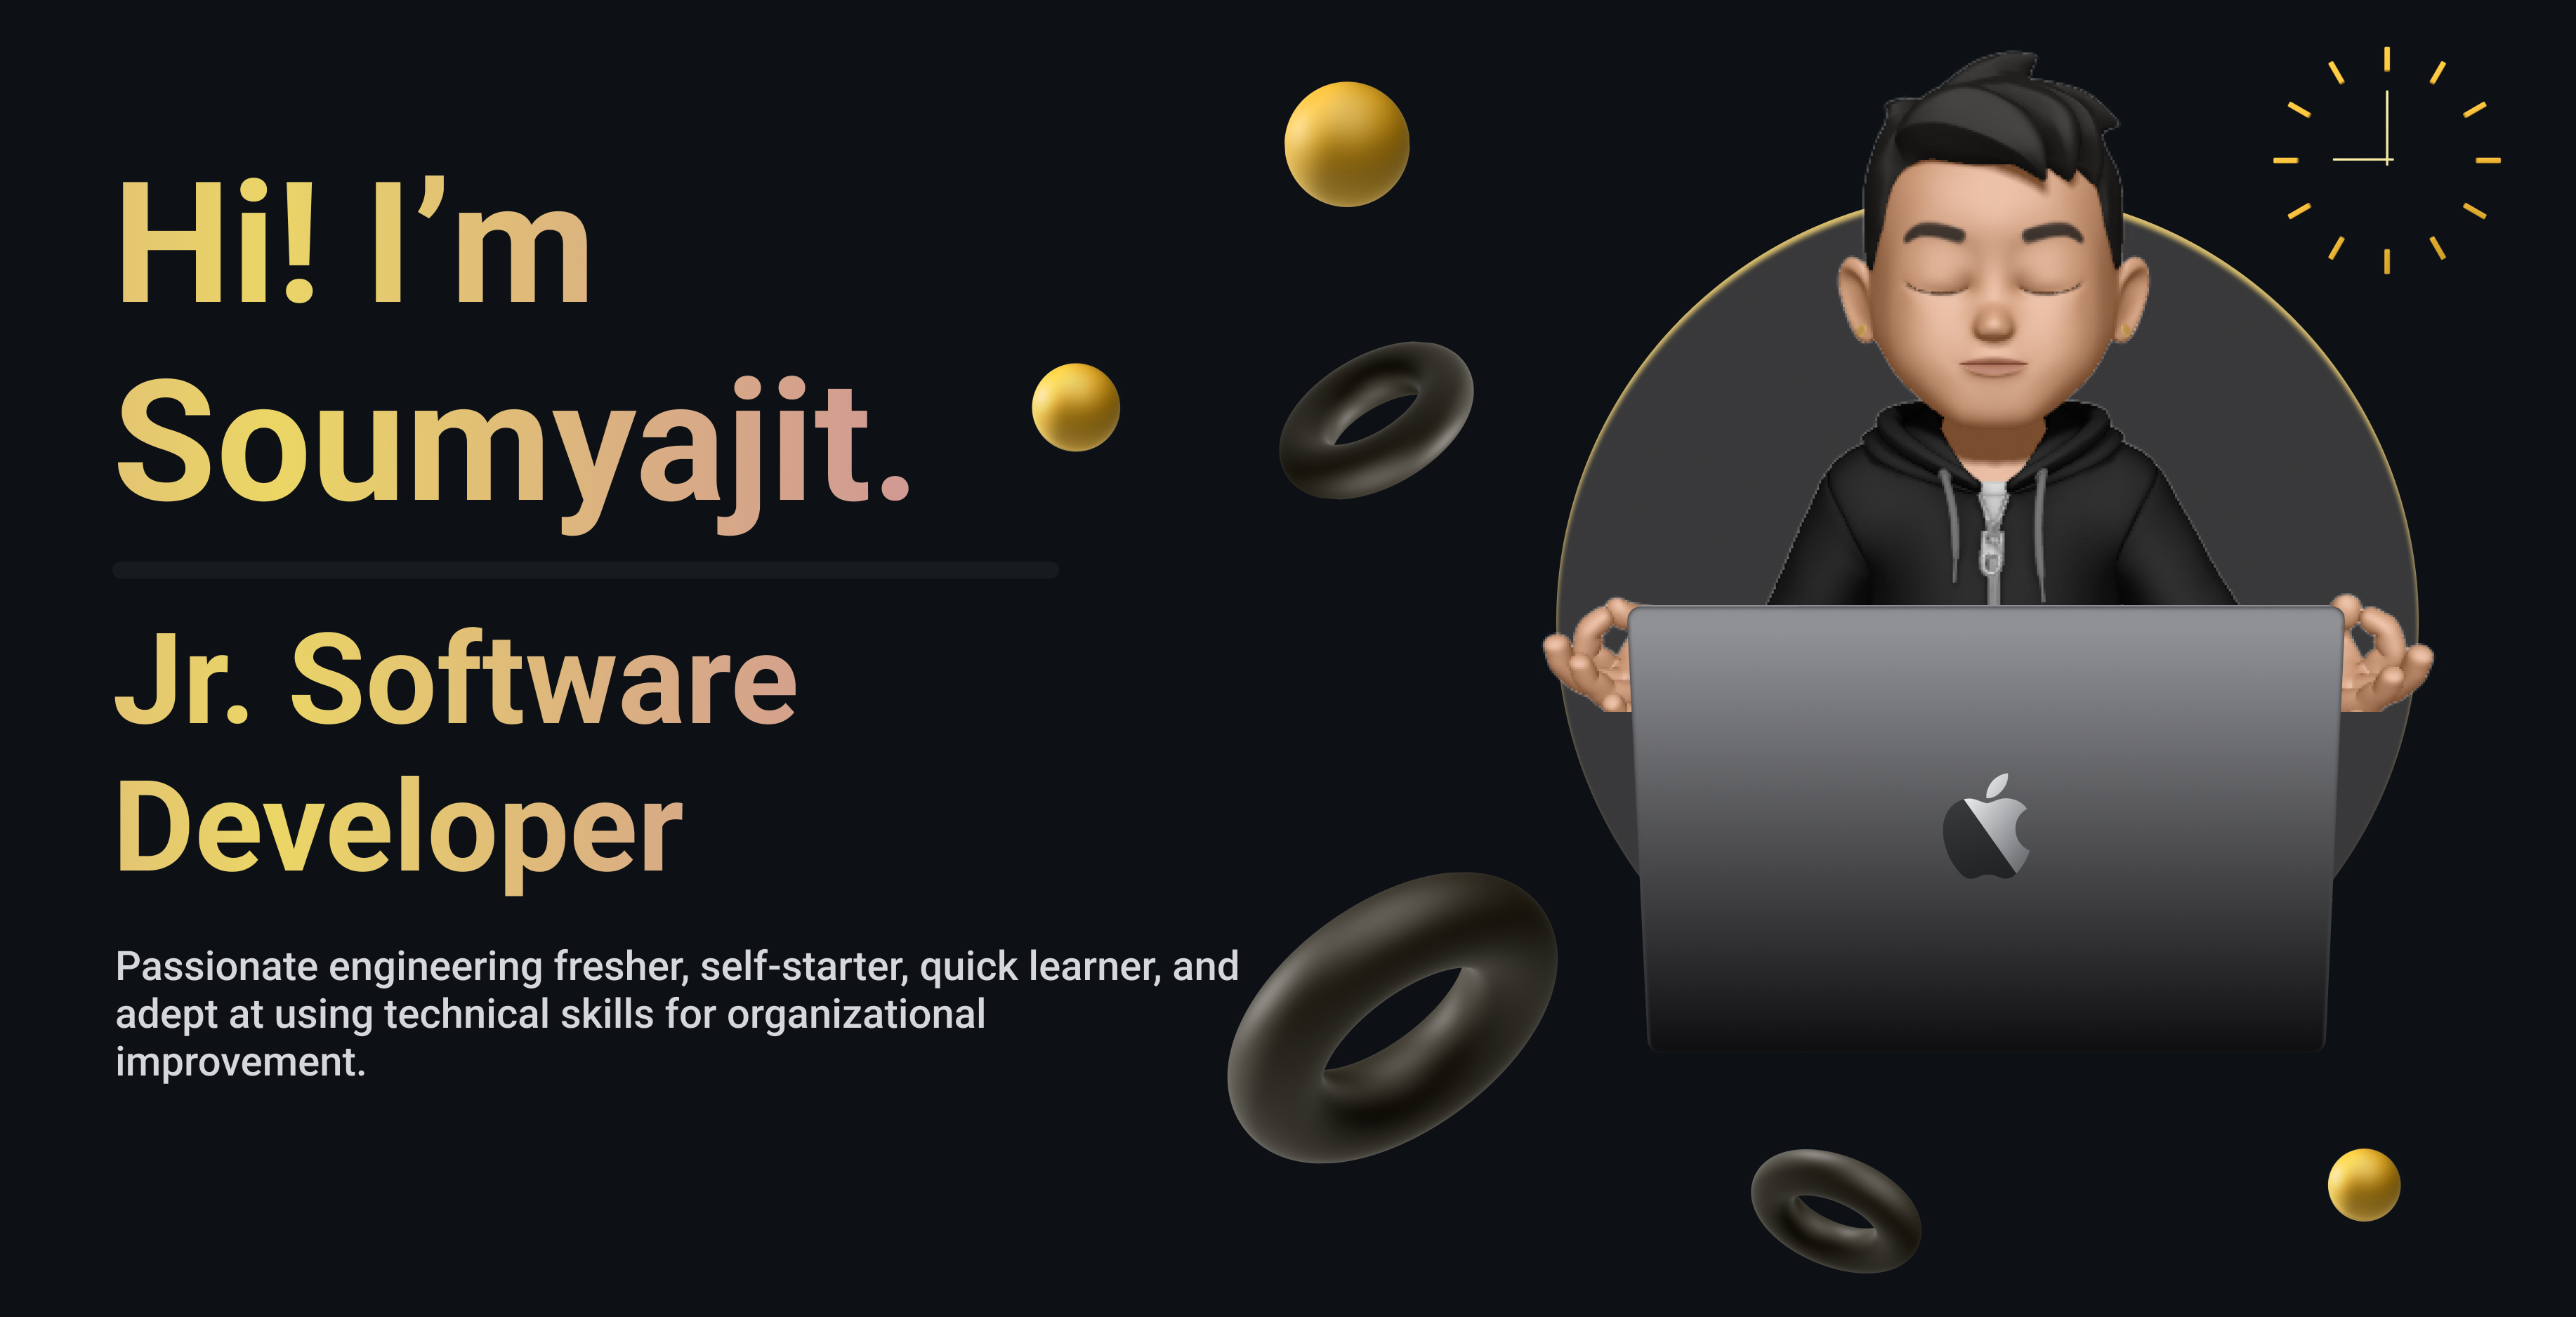 Hi! I’m
Soumyajit.
Jr. Software
Developer
Passionate engineering fresher, self-starter, quick learner, and
adept at using technical skills for organizational
improvement.